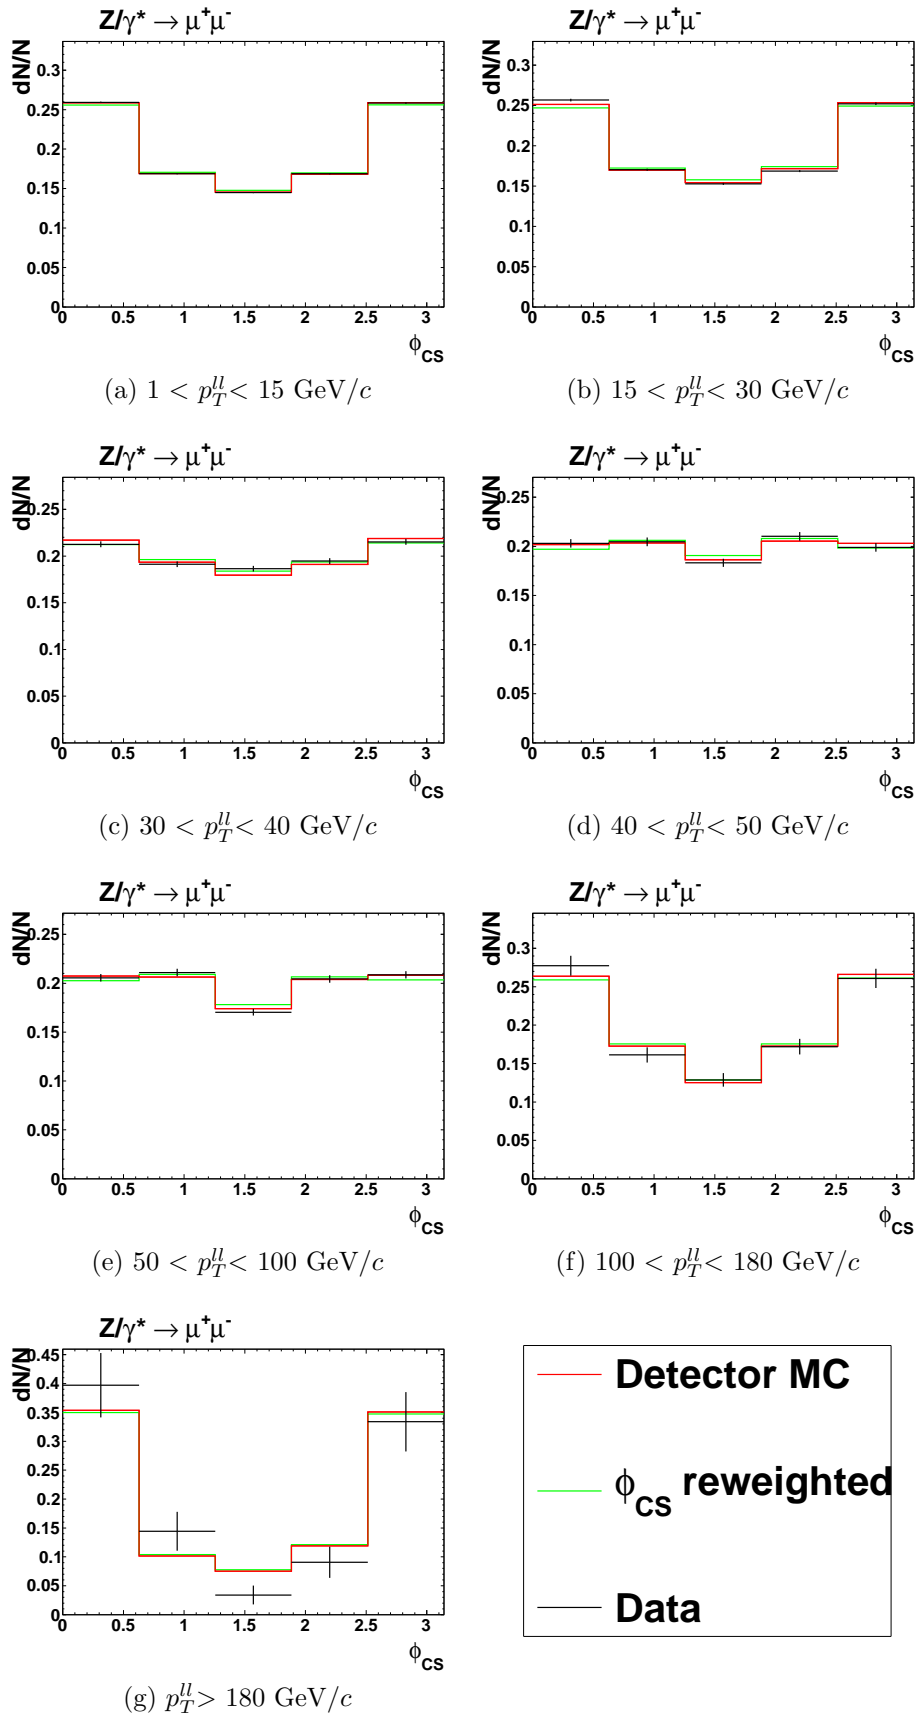 Z/γ* → μ⁺μ⁻
dN/N
0.3
0.25
0.2
0.15
0.1
0.05
0
0 0.5 1 1.5 2 2.5 3
ϕ_CS
(a) 1 < p_T^ll < 15 GeV/c
Z/γ* → μ⁺μ⁻
dN/N
0.3
0.25
0.2
0.15
0.1
0.05
0
0 0.5 1 1.5 2 2.5 3
ϕ_CS
(b) 15 < p_T^ll < 30 GeV/c
Z/γ* → μ⁺μ⁻
dN/N
0.25
0.2
0.15
0.1
0.05
0
0 0.5 1 1.5 2 2.5 3
ϕ_CS
(c) 30 < p_T^ll < 40 GeV/c
Z/γ* → μ⁺μ⁻
dN/N
0.25
0.2
0.15
0.1
0.05
0
0 0.5 1 1.5 2 2.5 3
ϕ_CS
(d) 40 < p_T^ll < 50 GeV/c
Z/γ* → μ⁺μ⁻
dN/N
0.25
0.2
0.15
0.1
0.05
0
0 0.5 1 1.5 2 2.5 3
ϕ_CS
(e) 50 < p_T^ll < 100 GeV/c
Z/γ* → μ⁺μ⁻
dN/N
0.3
0.25
0.2
0.15
0.1
0.05
0
0 0.5 1 1.5 2 2.5 3
ϕ_CS
(f) 100 < p_T^ll < 180 GeV/c
Z/γ* → μ⁺μ⁻
dN/N
0.45
0.4
0.35
0.3
0.25
0.2
0.15
0.1
0.05
0
0 0.5 1 1.5 2 2.5 3
ϕ_CS
(g) p_T^ll > 180 GeV/c
Detector MC
ϕ_CS reweighted
Data